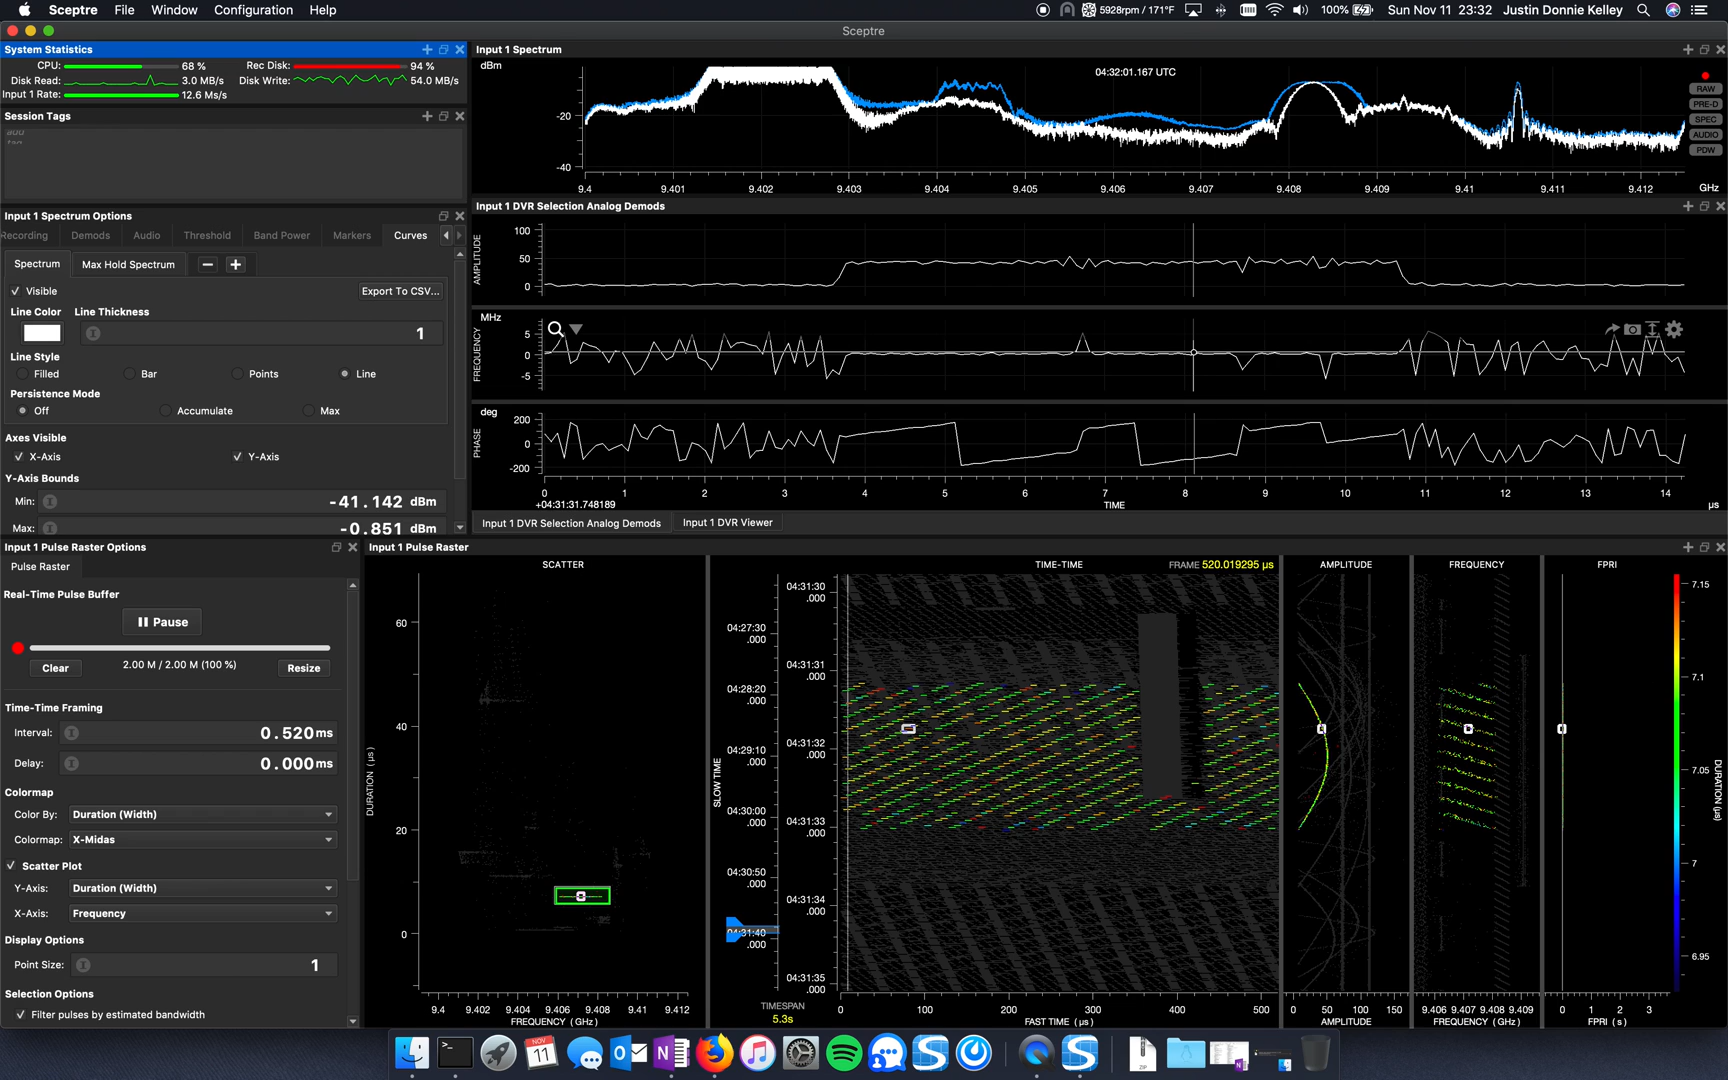 Sceptre File Window Configuration Help
5928rpm / 171°F 100% Sun Nov 11 23:32 Justin Donnie Kelley
Sceptre
System Statistics
CPU: 68 % Rec Disk: 94 %
Disk Read: 3.0 MB/s Disk Write: 54.0 MB/s
Input 1 Rate: 12.6 Ms/s
Session Tags
Input 1 Spectrum Options
Recording Demods Audio Threshold Band Power Markers Curves
Spectrum Max Hold Spectrum
Visible Export To CSV...
Line Color Line Thickness
1
Line Style
Filled Bar Points Line
Persistence Mode
Off Accumulate Max
Axes Visible
X-Axis Y-Axis
Y-Axis Bounds
Min: -41.142 dBm
Max: -0.851 dBm
Input 1 Spectrum
dBm
04:32:01.167 UTC
-20
-40
9.4 9.401 9.402 9.403 9.404 9.405 9.406 9.407 9.408 9.409 9.41 9.411 9.412
GHz
RAW
PRE-D
SPEC
AUDIO
PDW
Input 1 DVR Selection Analog Demods
AMPLITUDE
100
50
0
MHz
FREQUENCY
5
0
-5
deg
PHASE
200
0
-200
0 1 2 3 4 5 6 7 8 9 10 11 12 13 14
+04:31:31.748189 TIME µs
Input 1 DVR Selection Analog Demods Input 1 DVR Viewer
Input 1 Pulse Raster Options
Pulse Raster
Real-Time Pulse Buffer
Pause
Clear 2.00 M / 2.00 M (100 %) Resize
Time-Time Framing
Interval: 0.520 ms
Delay: 0.000 ms
Colormap
Color By: Duration (Width)
Colormap: X-Midas
Scatter Plot
Y-Axis: Duration (Width)
X-Axis: Frequency
Display Options
Point Size: 1
Selection Options
Filter pulses by estimated bandwidth
Input 1 Pulse Raster
SCATTER
DURATION (µs)
60
40
20
0
9.4 9.402 9.404 9.406 9.408 9.41 9.412
FREQUENCY (GHz)
04:27:30
.000
04:28:20
.000
04:29:10
.000
04:30:00
.000
04:30:50
.000
04:31:40
.000
SLOW TIME
TIMESPAN
5.3s
TIME-TIME FRAME 520.019295 µs
04:31:30
.000
04:31:31
.000
04:31:32
.000
04:31:33
.000
04:31:34
.000
04:31:35
.000
0 100 200 300 400 500
FAST TIME (µs)
AMPLITUDE
0 50 100 150
AMPLITUDE
FREQUENCY
9.406 9.407 9.408 9.409
FREQUENCY (GHz)
FPRI
0 1 2 3
FPRI (s)
7.15
7.1
7.05
7
6.95
DURATION (µs)
NOV
11
ZIP